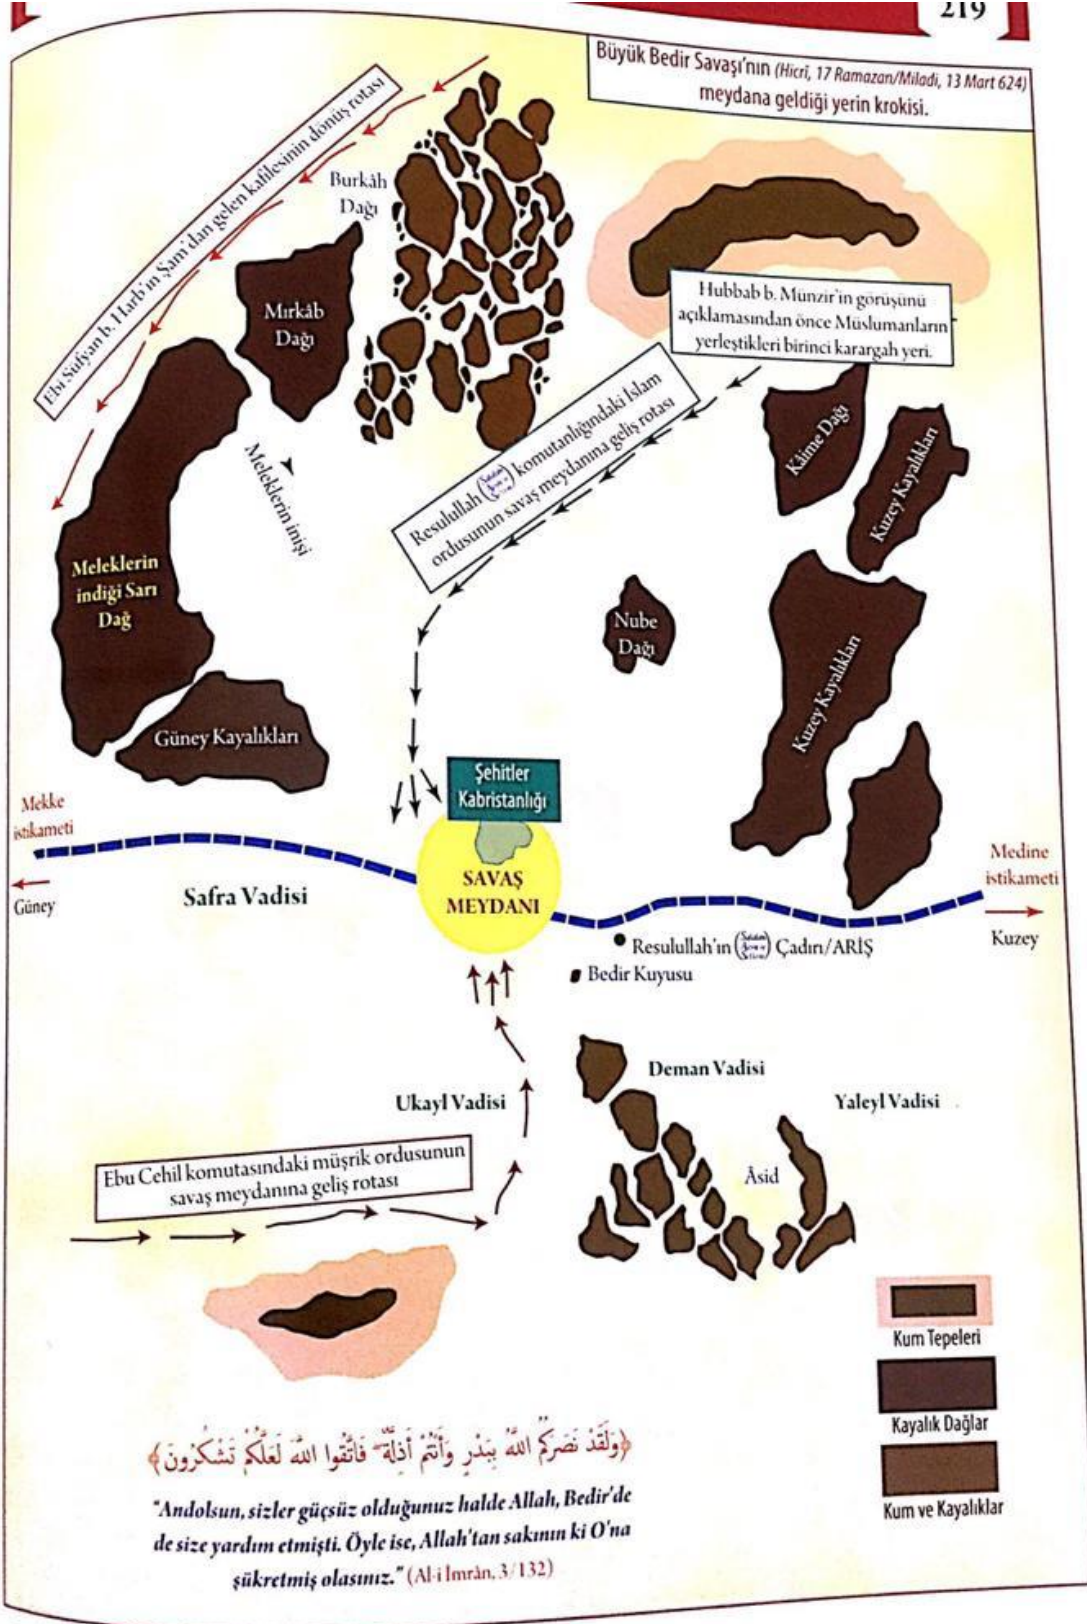 219
Büyük Bedir Savaşı'nın (Hicrî, 17 Ramazan/Miladi, 13 Mart 624)
meydana geldiği yerin krokisi.
Ebi Sufyan b. Harb'in Şam'dan gelen kafilesinin dönüş rotası
Burkâh
Dağı
Mırkâb
Dağı
Hubbab b. Münzir'in görüşünü
açıklamasından önce Müslumanların
yerleştikleri birinci karargah yeri.
Resulullah komutanlığındaki İslam
ordusunun savaş meydanına geliş rotası
Kâime Dağı
Kuzey Kayalıkları
Meleklerin inişi
Meleklerin
indiği Sarı
Dağ
Nube
Dağı
Kuzey Kayalıkları
Güney Kayalıkları
Şehitler
Kabristanlığı
Mekke
istikameti
Güney
Safra Vadisi
SAVAŞ
MEYDANI
Medine
istikameti
Kuzey
Resulullah'ın Çadırı/ARİŞ
Bedir Kuyusu
Deman Vadisi
Ukayl Vadisi
Yaleyl Vadisi
Ebu Cehil komutasındaki müşrik ordusunun
savaş meydanına geliş rotası
Âsid
Kum Tepeleri
Kayalık Dağlar
Kum ve Kayalıklar
﴿وَلَقَدْ نَصَرَكُمُ اللَّهُ بِبَدْرٍ وَأَنْتُمْ أَذِلَّةٌ فَاتَّقُوا اللَّهَ لَعَلَّكُمْ تَشْكُرُونَ﴾
"Andolsun, sizler güçsüz olduğunuz halde Allah, Bedir'de
de size yardım etmişti. Öyle ise, Allah'tan sakının ki O'na
şükretmiş olasınız." (Al-i İmrân, 3/132)